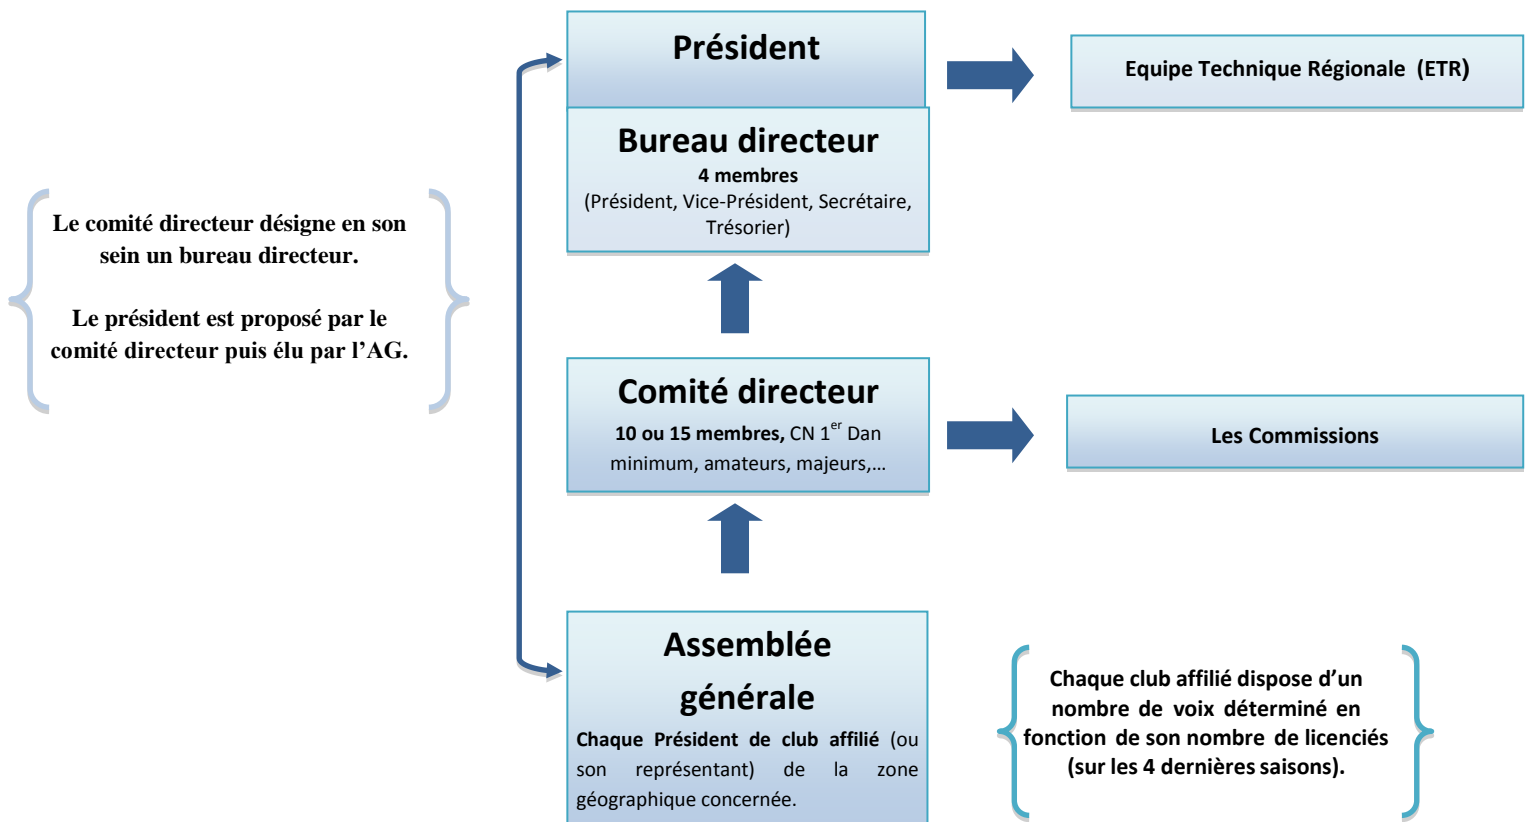 Président
Equipe Technique Régionale (ETR)
Bureau directeur
4 membres
(Président, Vice-Président, Secrétaire,
Trésorier)
Le comité directeur désigne en son
sein un bureau directeur.
Le président est proposé par le
comité directeur puis élu par l’AG.
Comité directeur
10 ou 15 membres, CN 1er Dan
minimum, amateurs, majeurs,…
Les Commissions
Assemblée
générale
Chaque Président de club affilié (ou
son représentant) de la zone
géographique concernée.
Chaque club affilié dispose d’un
nombre de voix déterminé en
fonction de son nombre de licenciés
(sur les 4 dernières saisons).